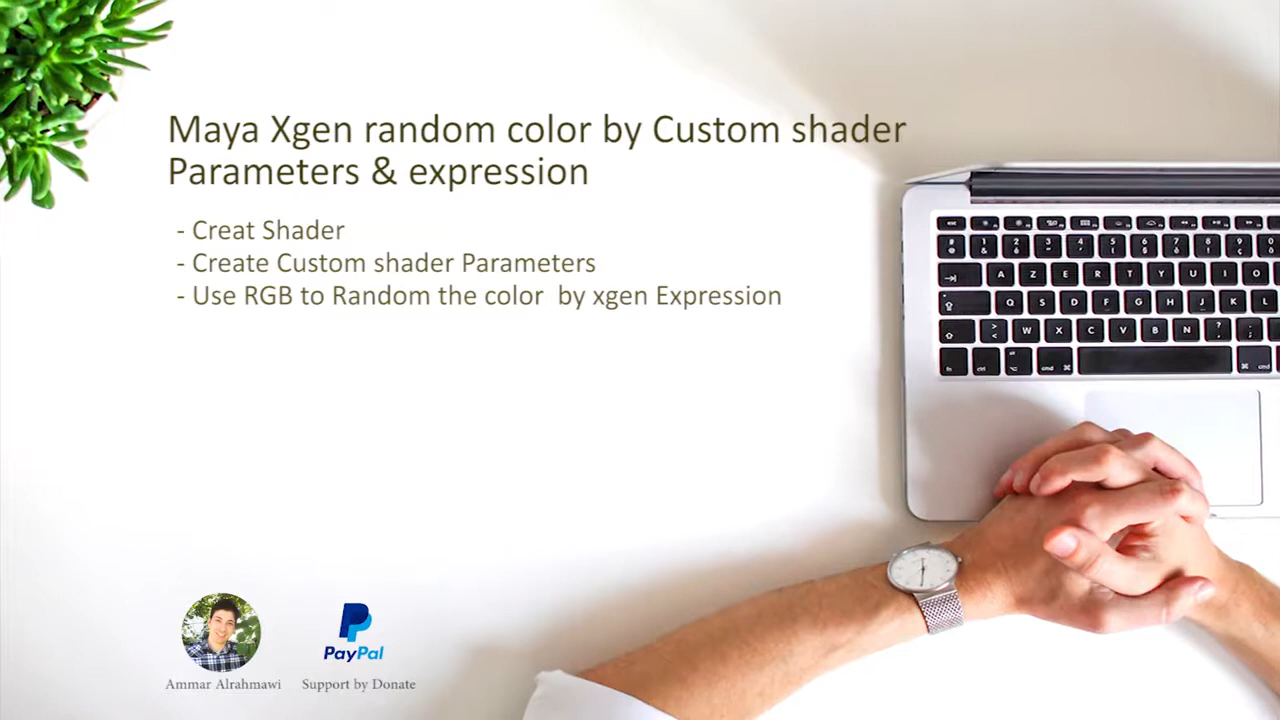 Maya Xgen random color by Custom shader
Parameters & expression
- Creat Shader
- Create Custom shader Parameters
- Use RGB to Random the color by xgen Expression
A Z E R T Y U I O
Q S D F G H J K L
W X C V B N
PayPal
Ammar Alrahmawi
Support by Donate